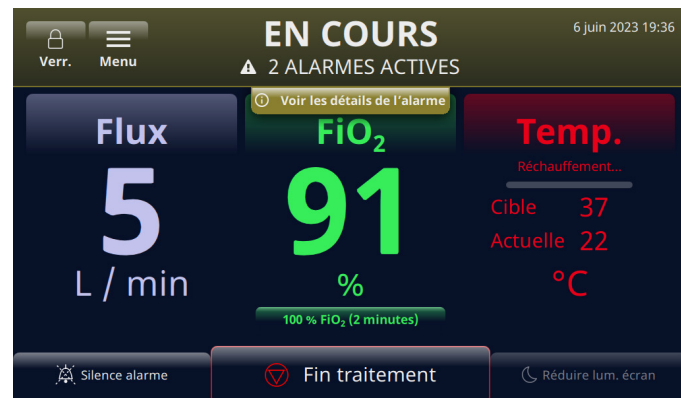 EN COURS
6 juin 2023 19:36
Verr.
Menu
2 ALARMES ACTIVES
Voir les détails de l'alarme
Flux
FiO₂
Temp.
5
91
Réchauffement...
Cible 37
Actuelle 22
L / min
%
°C
100 % FiO₂ (2 minutes)
Silence alarme
Fin traitement
Réduire lum. écran